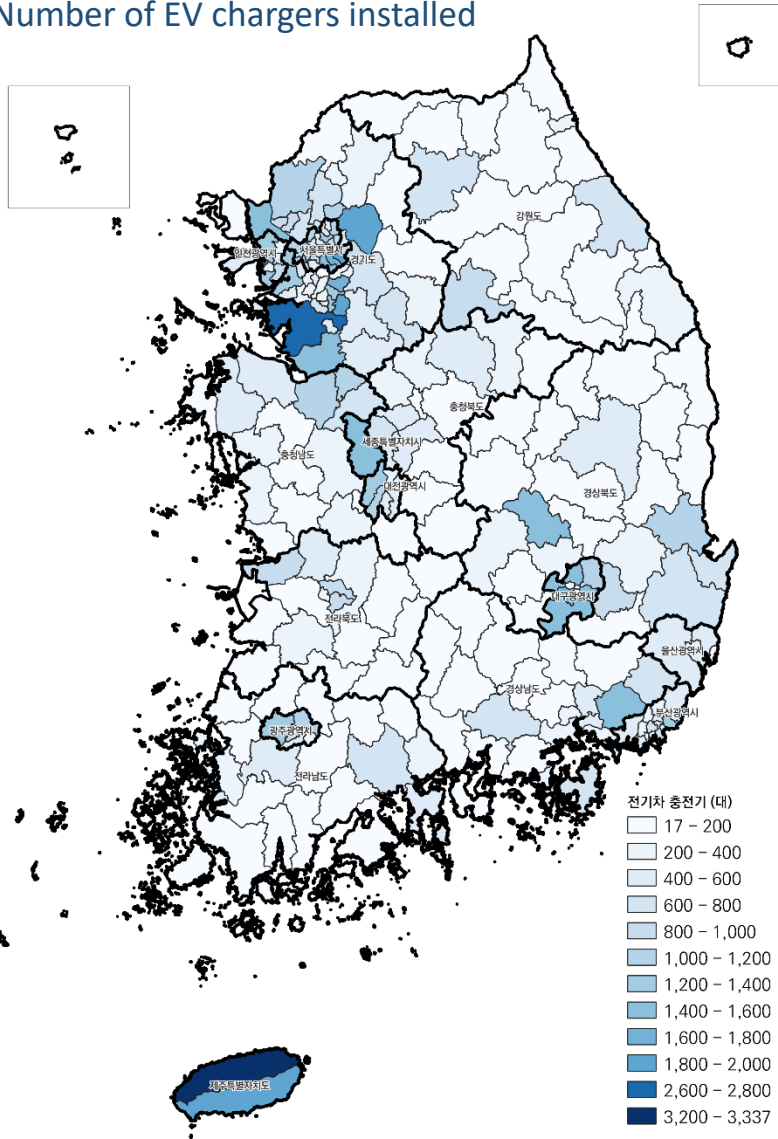 Number of EV chargers installed
강원도
인천광역시
서울특별시
경기도
충청북도
세종특별자치시
충청남도
대전광역시
경상북도
대구광역시
전라북도
울산광역시
경상남도
부산광역시
광주광역시
전라남도
제주특별자치도
전기차 충전기 (대)
17 – 200
200 – 400
400 – 600
600 – 800
800 – 1,000
1,000 – 1,200
1,200 – 1,400
1,400 – 1,600
1,600 – 1,800
1,800 – 2,000
2,600 – 2,800
3,200 – 3,337